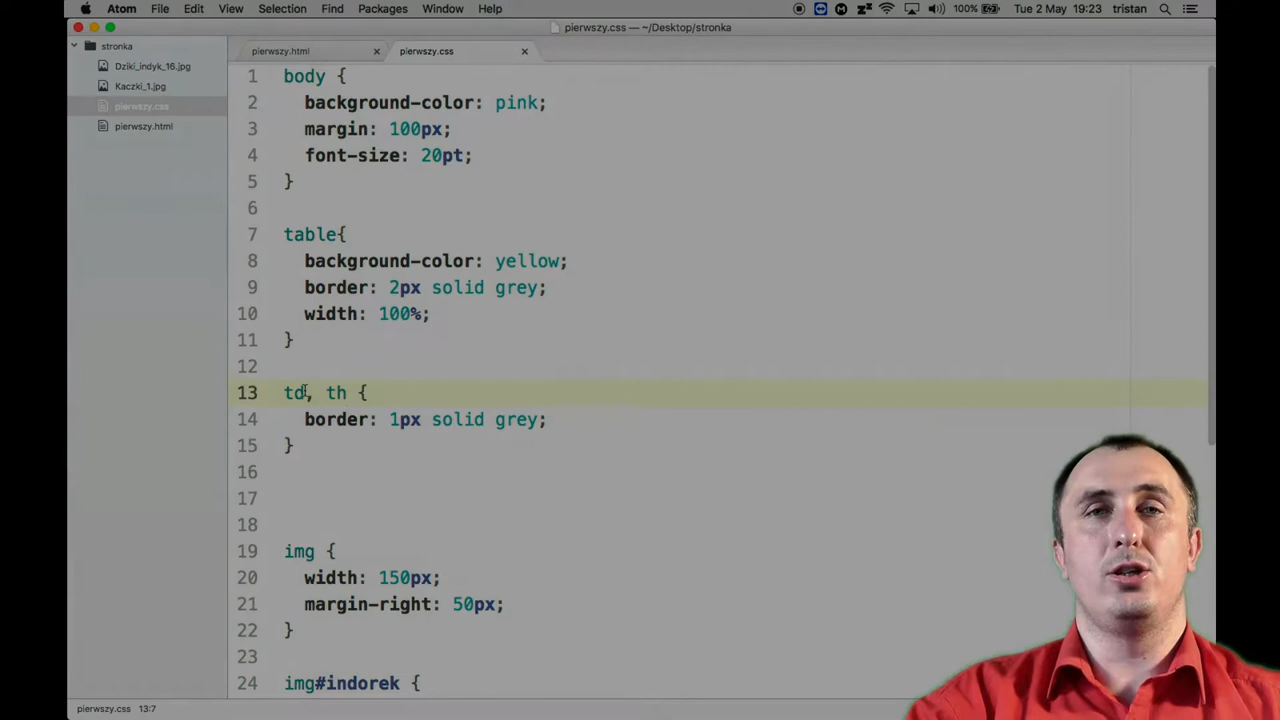 Atom File Edit View Selection Find Packages Window Help 100% Tue 2 May 19:23 tristan
pierwszy.css — ~/Desktop/stronka
stronka
Dziki_indyk_16.jpg
Kaczki_1.jpg
pierwszy.css
pierwszy.html
pierwszy.html pierwszy.css
1 body {
2 background-color: pink;
3 margin: 100px;
4 font-size: 20pt;
5 }
6
7 table{
8 background-color: yellow;
9 border: 2px solid grey;
10 width: 100%;
11 }
12
13 td, th {
14 border: 1px solid grey;
15 }
16
17
18
19 img {
20 width: 150px;
21 margin-right: 50px;
22 }
23
24 img#indorek {
pierwszy.css 13:7